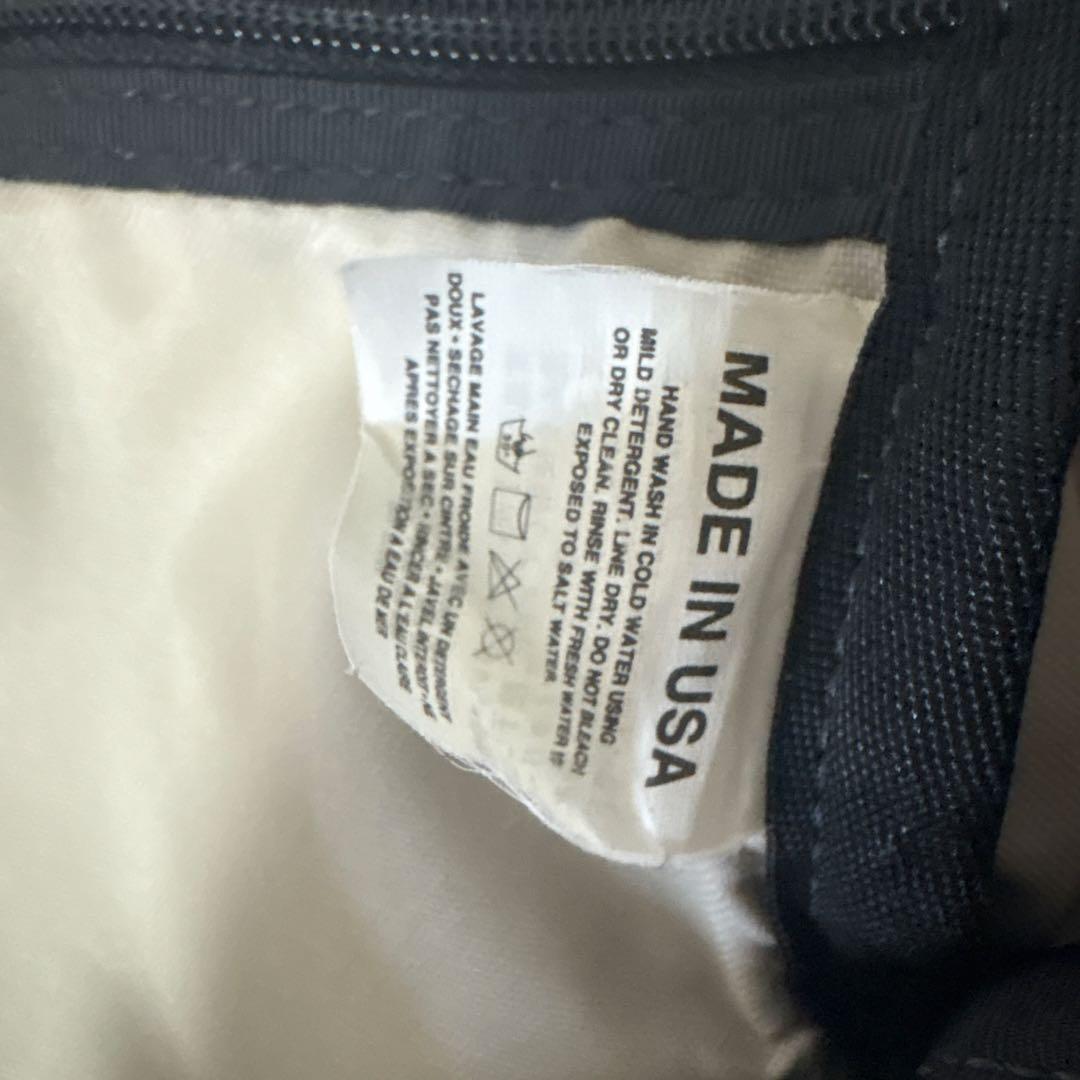 MADE IN USA
HAND WASH IN COLD WATER USING
MILD DETERGENT. LINE DRY. DO NOT BLEACH
OR DRY CLEAN. RINSE WITH FRESH WATER IF
EXPOSED TO SALT WATER
LAVAGE MAIN EAU FROIDE AVEC UN DETERGENT
DOUX • SECHAGE SUR CINTRE • JAVEL INTERDIT • NE
PAS NETTOYER A SEC • RINCER A L'EAU CLAIRE
APRES EXPOSITION A EAU DE MER